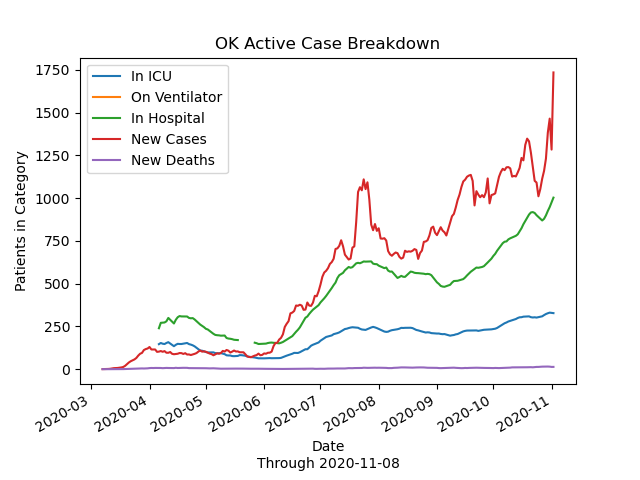 OK Active Case Breakdown
1750
1500
1250
1000
750
500
250
0
Patients in Category
In ICU
On Ventilator
In Hospital
New Cases
New Deaths
2020-03
2020-04
2020-05
2020-06
2020-07
2020-08
2020-09
2020-10
2020-11
Date
Through 2020-11-08